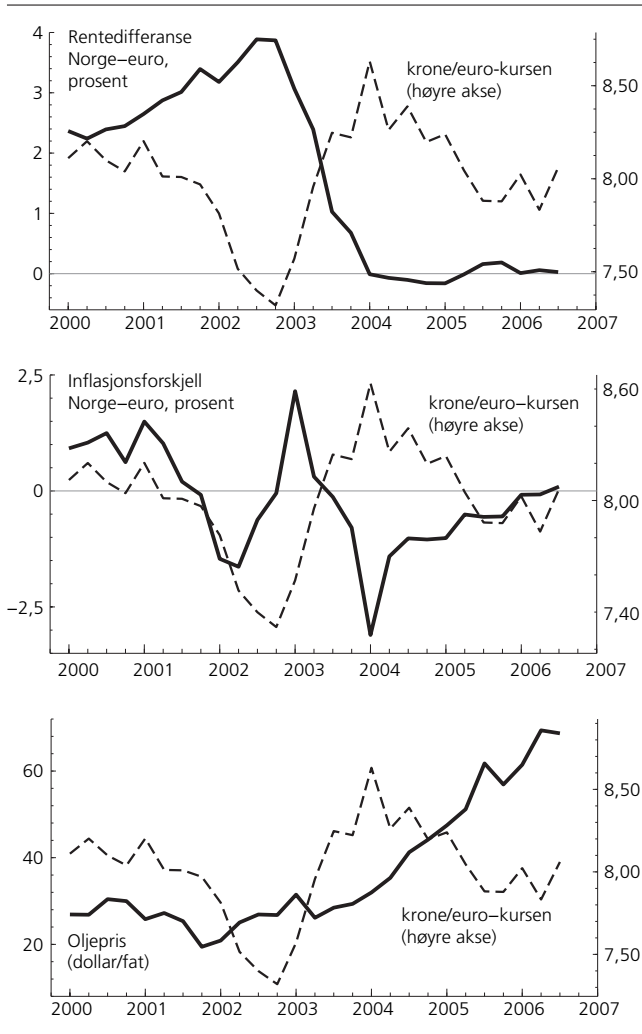 4
3
2
1
0
Rentedifferanse
Norge–euro,
prosent
krone/euro-kursen
(høyre akse)
8,50
8,00
7,50
2000 2001 2002 2003 2004 2005 2006 2007
2,5
0
−2,5
Inflasjonsforskjell
Norge–euro, prosent
krone/euro–kursen
(høyre akse)
8,60
8,00
7,40
2000 2001 2002 2003 2004 2005 2006 2007
60
40
20
Oljepris
(dollar/fat)
krone/euro–kursen
(høyre akse)
8,50
8,00
7,50
2000 2001 2002 2003 2004 2005 2006 2007